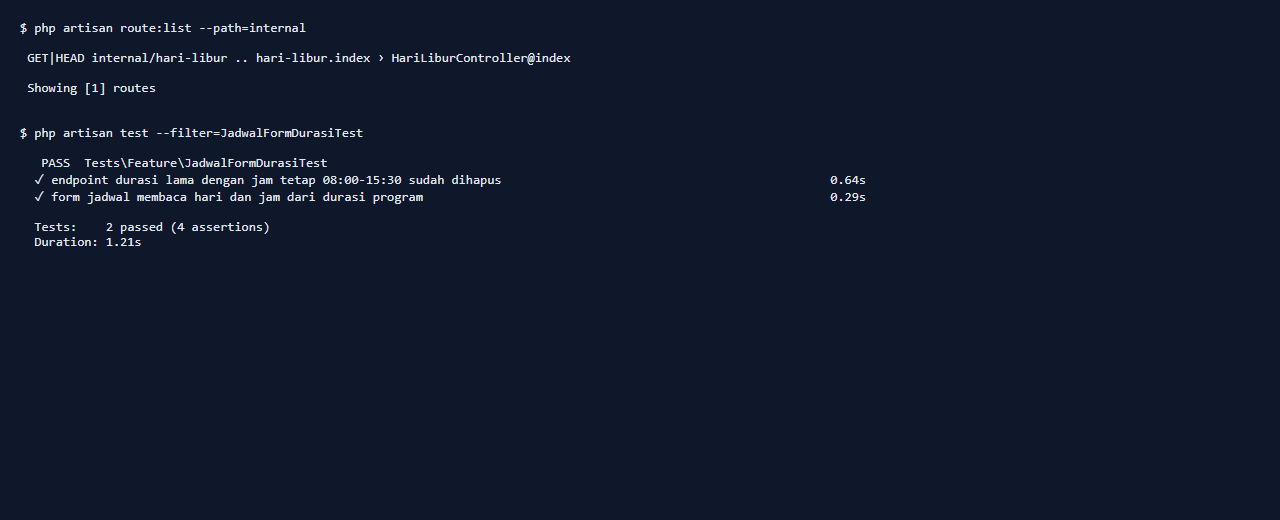 $ php artisan route:list --path=internal
GET|HEAD internal/hari-libur .. hari-libur.index › HariLiburController@index
Showing [1] routes
$ php artisan test --filter=JadwalFormDurasiTest
PASS  Tests\Feature\JadwalFormDurasiTest
✓ endpoint durasi lama dengan jam tetap 08:00-15:30 sudah dihapus 0.64s
✓ form jadwal membaca hari dan jam dari durasi program 0.29s
Tests:    2 passed (4 assertions)
Duration: 1.21s